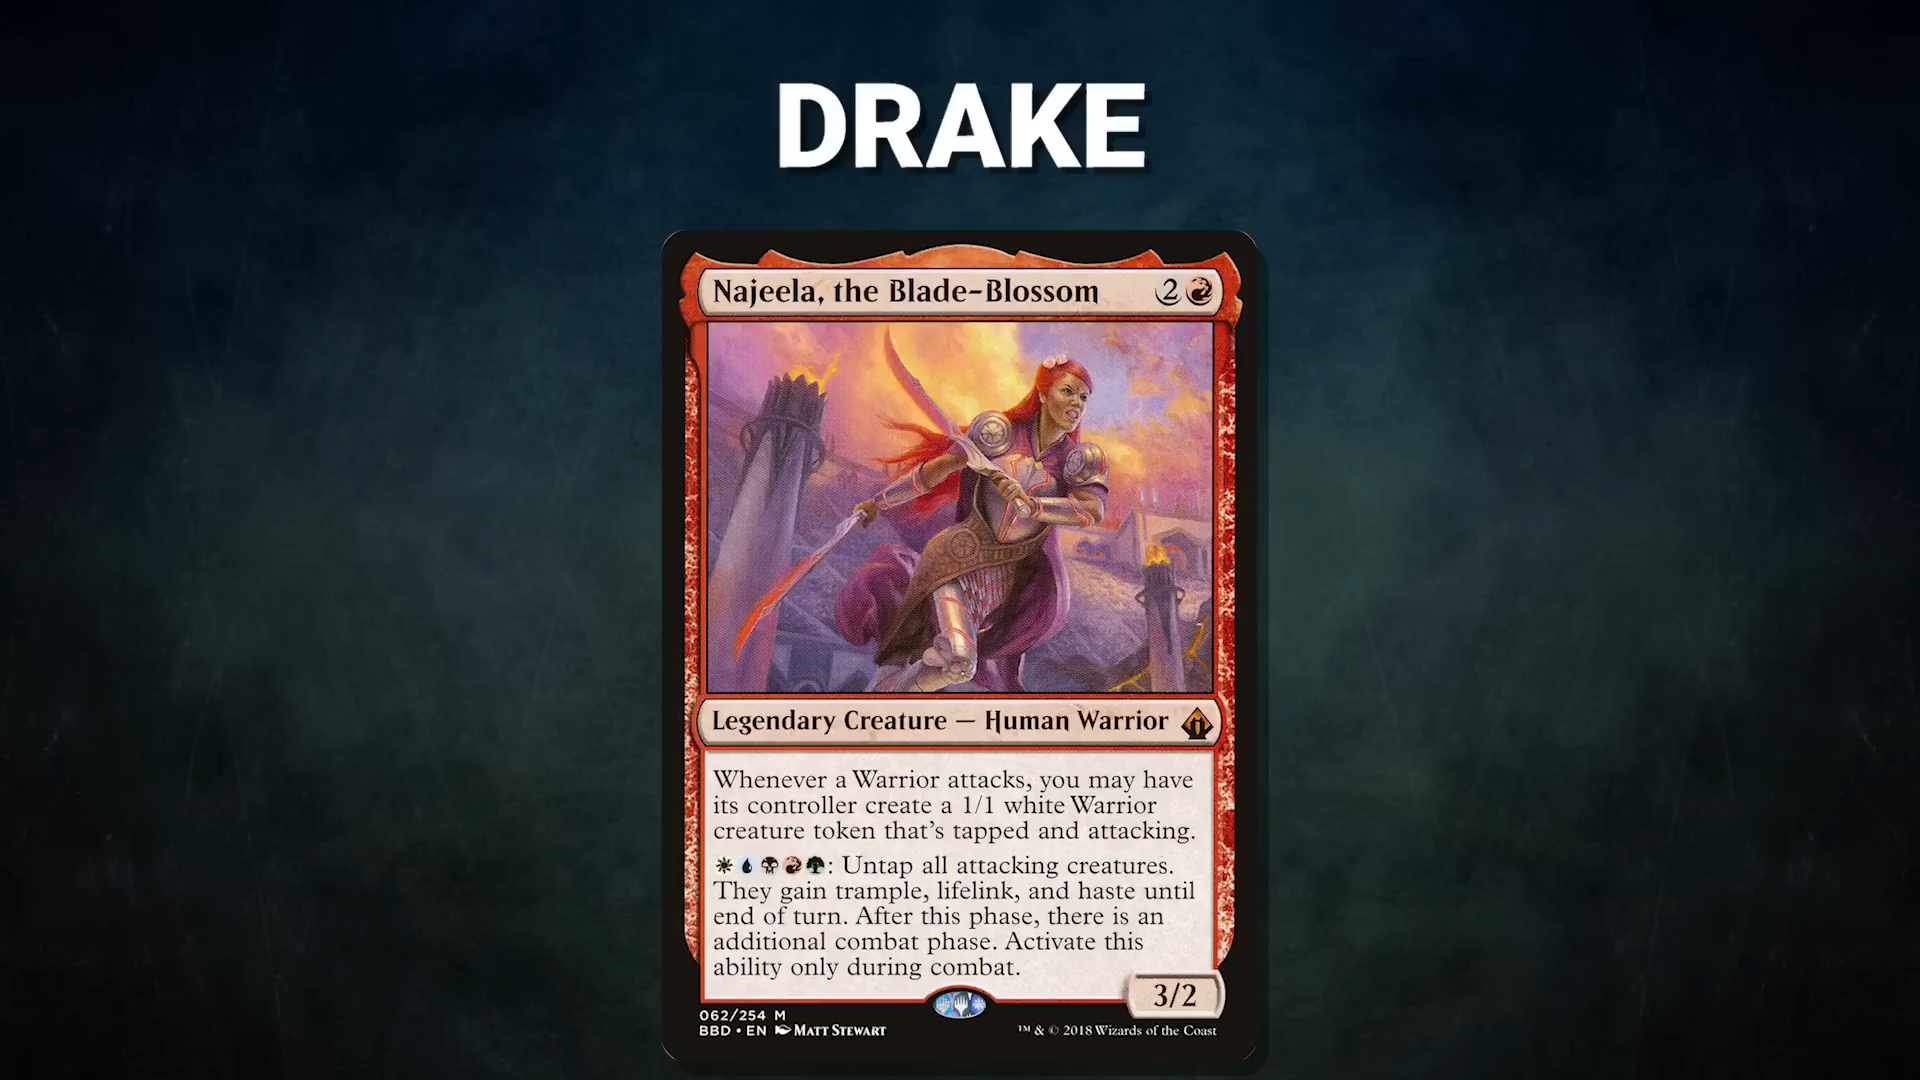 DRAKE
Najeela, the Blade-Blossom 2
Legendary Creature — Human Warrior
Whenever a Warrior attacks, you may have
its controller create a 1/1 white Warrior
creature token that's tapped and attacking.
: Untap all attacking creatures.
They gain trample, lifelink, and haste until
end of turn. After this phase, there is an
additional combat phase. Activate this
ability only during combat.
3/2
062/254 M
BBD • EN MATT STEWART
™ & © 2018 Wizards of the Coast